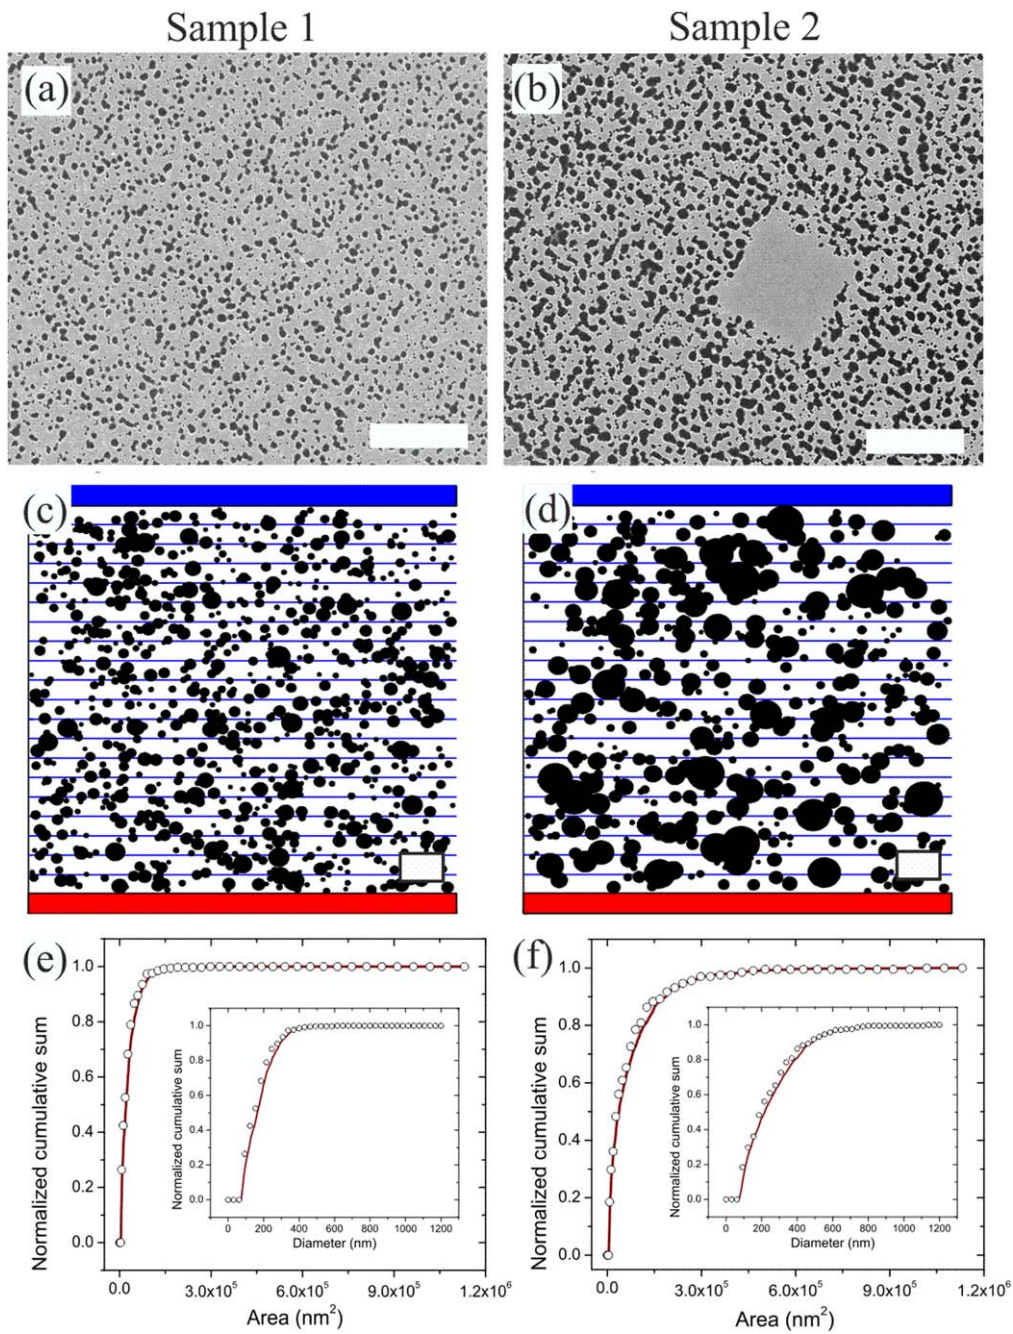 Sample 1
Sample 2
(a)
(b)
(c)
(d)
(e)
(f)
Normalized cumulative sum
1.0
0.8
0.6
0.4
0.2
0.0
0.0
3.0x10⁵
6.0x10⁵
9.0x10⁵
1.2x10⁶
Area (nm²)
Normalized cumulative sum
1.0
0.8
0.6
0.4
0.2
0.0
0 200 400 600 800 1000 1200
Diameter (nm)
Normalized cumulative sum
1.0
0.8
0.6
0.4
0.2
0.0
0.0
3.0x10⁵
6.0x10⁵
9.0x10⁵
1.2x10⁶
Area (nm²)
Normalized cumulative sum
1.0
0.8
0.6
0.4
0.2
0.0
0 200 400 600 800 1000 1200
Diameter (nm)